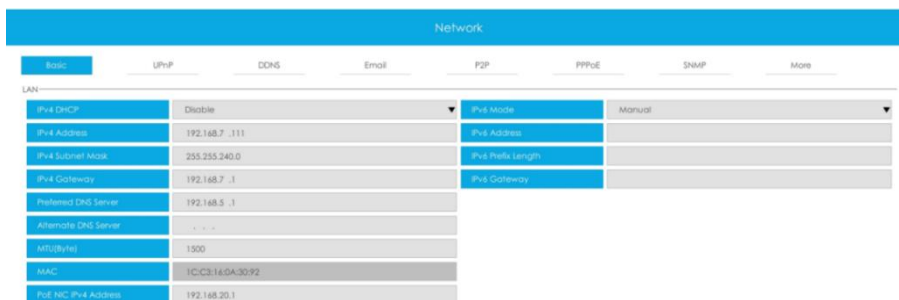 Network
Basic UPnP DDNS Email P2P PPPoE SNMP More
LAN
IPv4 DHCP Disable IPv6 Mode Manual
IPv4 Address 192.168.7 .111 IPv6 Address
IPv4 Subnet Mask 255.255.240.0 IPv6 Prefix Length
IPv4 Gateway 192.168.7 .1 IPv6 Gateway
Preferred DNS Server 192.168.5 .1
Alternate DNS Server . . .
MTU(Byte) 1500
MAC 1C:C3:16:0A:30:92
PoE NIC IPv4 Address 192.168.20.1